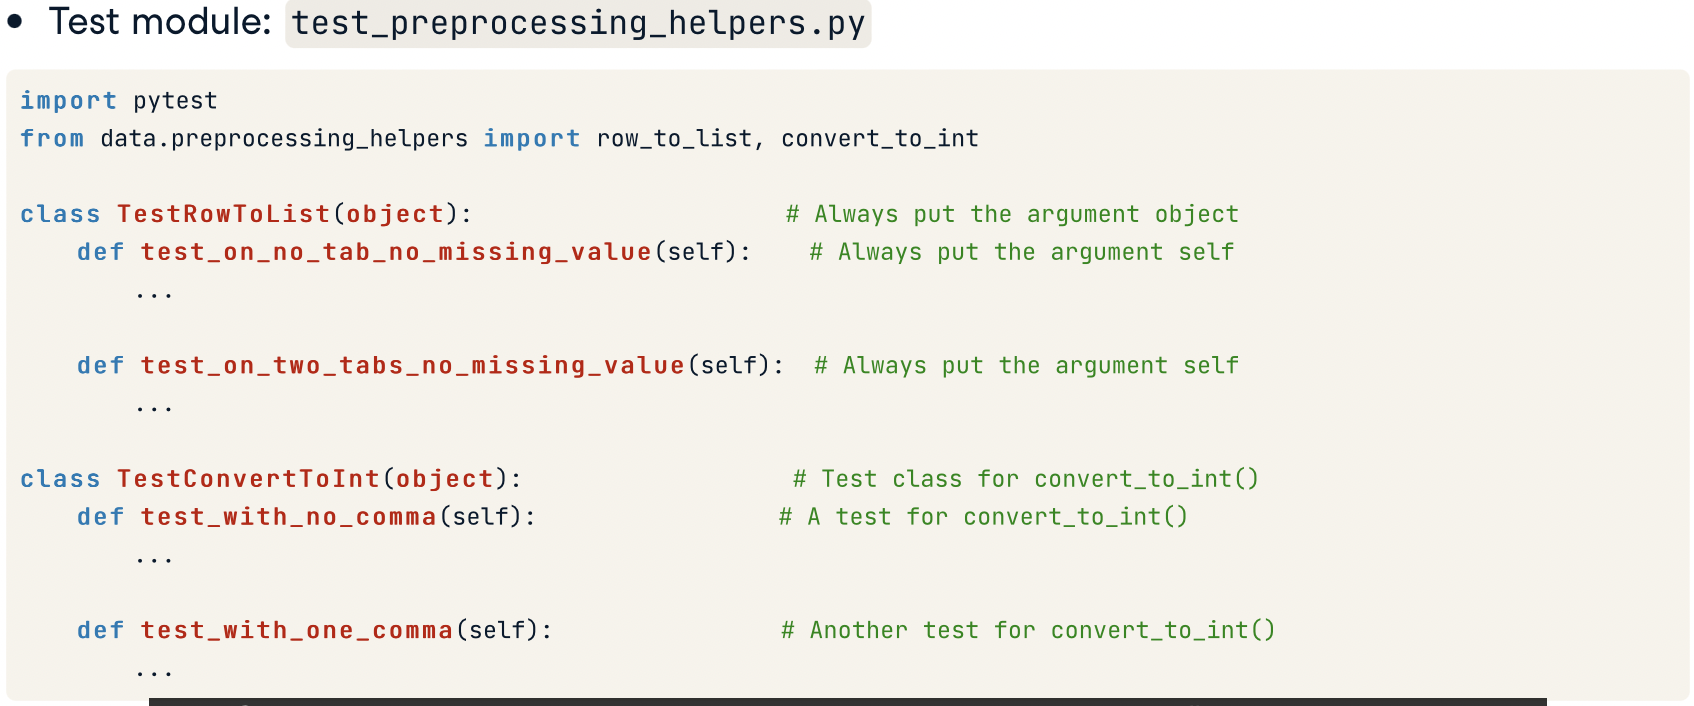 • Test module: test_preprocessing_helpers.py
import pytest
from data.preprocessing_helpers import row_to_list, convert_to_int
class TestRowToList(object): # Always put the argument object
def test_on_no_tab_no_missing_value(self): # Always put the argument self
...
def test_on_two_tabs_no_missing_value(self): # Always put the argument self
...
class TestConvertToInt(object): # Test class for convert_to_int()
def test_with_no_comma(self): # A test for convert_to_int()
...
def test_with_one_comma(self): # Another test for convert_to_int()
...